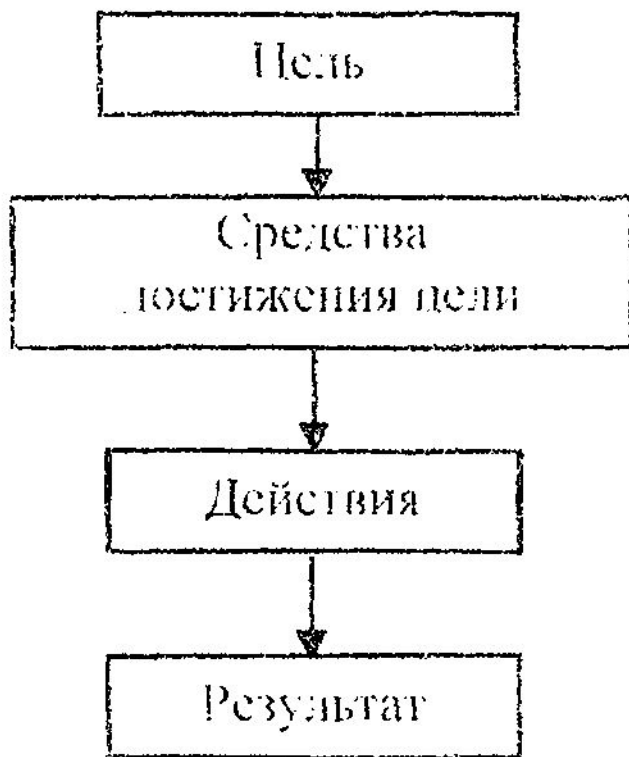 Цель
Средства
достижения цели
Действия
Результат